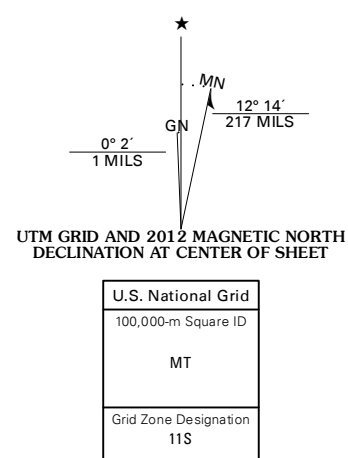 ★
MN
GN
12° 14´
217 MILS
0° 2´
1 MILS
UTM GRID AND 2012 MAGNETIC NORTH
DECLINATION AT CENTER OF SHEET
U.S. National Grid
100,000-m Square ID
MT
Grid Zone Designation
11S